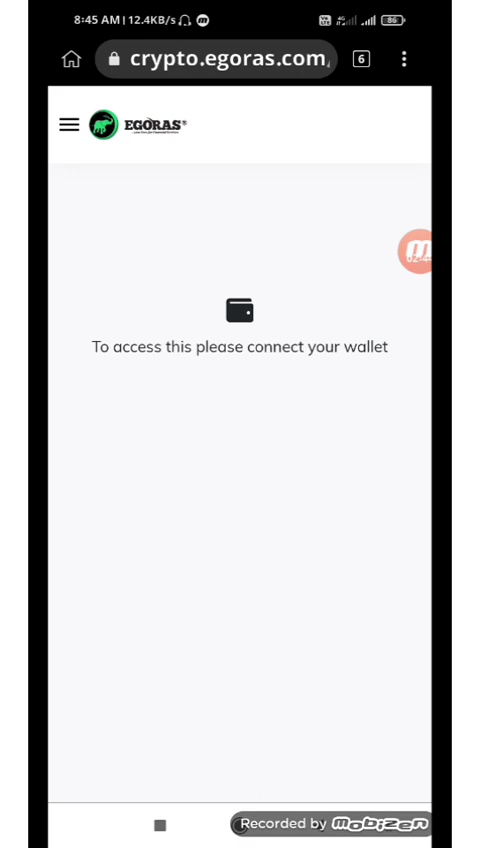 8:45 AM | 12.4KB/s
86
crypto.egoras.com
6
EGORAS®
To access this please connect your wallet
Recorded by mobizen